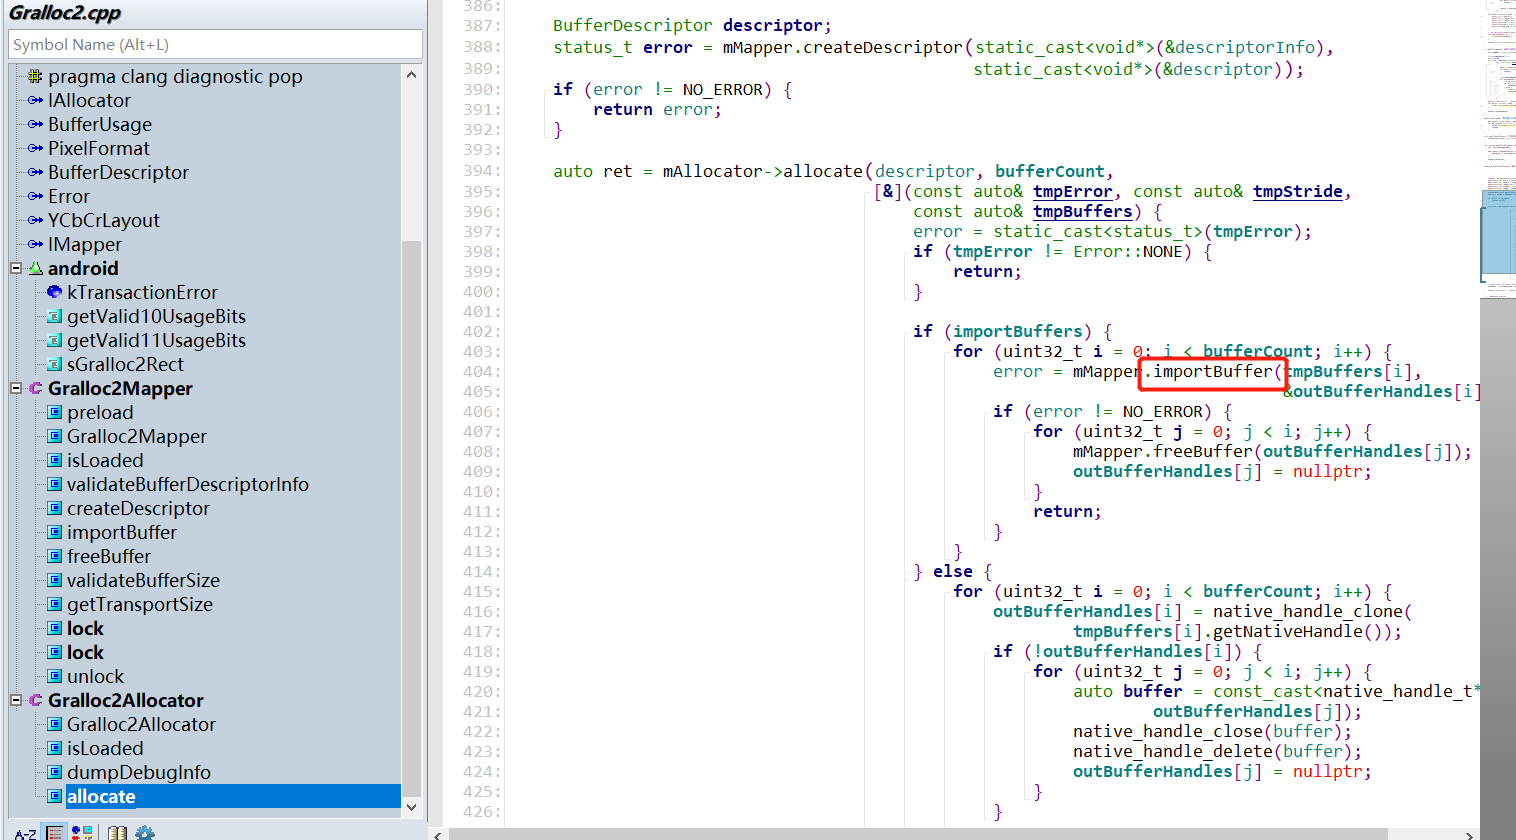 Gralloc2.cpp
Symbol Name (Alt+L)
pragma clang diagnostic pop
IAllocator
BufferUsage
PixelFormat
BufferDescriptor
Error
YCbCrLayout
IMapper
android
kTransactionError
getValid10UsageBits
getValid11UsageBits
sGralloc2Rect
Gralloc2Mapper
preload
Gralloc2Mapper
isLoaded
validateBufferDescriptorInfo
createDescriptor
importBuffer
freeBuffer
validateBufferSize
getTransportSize
lock
lock
unlock
Gralloc2Allocator
Gralloc2Allocator
isLoaded
dumpDebugInfo
allocate
A-Z
386:
387: BufferDescriptor descriptor;
388: status_t error = mMapper.createDescriptor(static_cast<void*>(&descriptorInfo),
389: static_cast<void*>(&descriptor));
390: if (error != NO_ERROR) {
391: return error;
392: }
393:
394: auto ret = mAllocator->allocate(descriptor, bufferCount,
395: [&](const auto& tmpError, const auto& tmpStride,
396: const auto& tmpBuffers) {
397: error = static_cast<status_t>(tmpError);
398: if (tmpError != Error::NONE) {
399: return;
400: }
401:
402: if (importBuffers) {
403: for (uint32_t i = 0; i < bufferCount; i++) {
404: error = mMapper.importBuffer(tmpBuffers[i],
405: &outBufferHandles[i]
406: if (error != NO_ERROR) {
407: for (uint32_t j = 0; j < i; j++) {
408: mMapper.freeBuffer(outBufferHandles[j]);
409: outBufferHandles[j] = nullptr;
410: }
411: return;
412: }
413: }
414: } else {
415: for (uint32_t i = 0; i < bufferCount; i++) {
416: outBufferHandles[i] = native_handle_clone(
417: tmpBuffers[i].getNativeHandle());
418: if (!outBufferHandles[i]) {
419: for (uint32_t j = 0; j < i; j++) {
420: auto buffer = const_cast<native_handle_t*
421: outBufferHandles[j]);
422: native_handle_close(buffer);
423: native_handle_delete(buffer);
424: outBufferHandles[j] = nullptr;
425: }
426: }